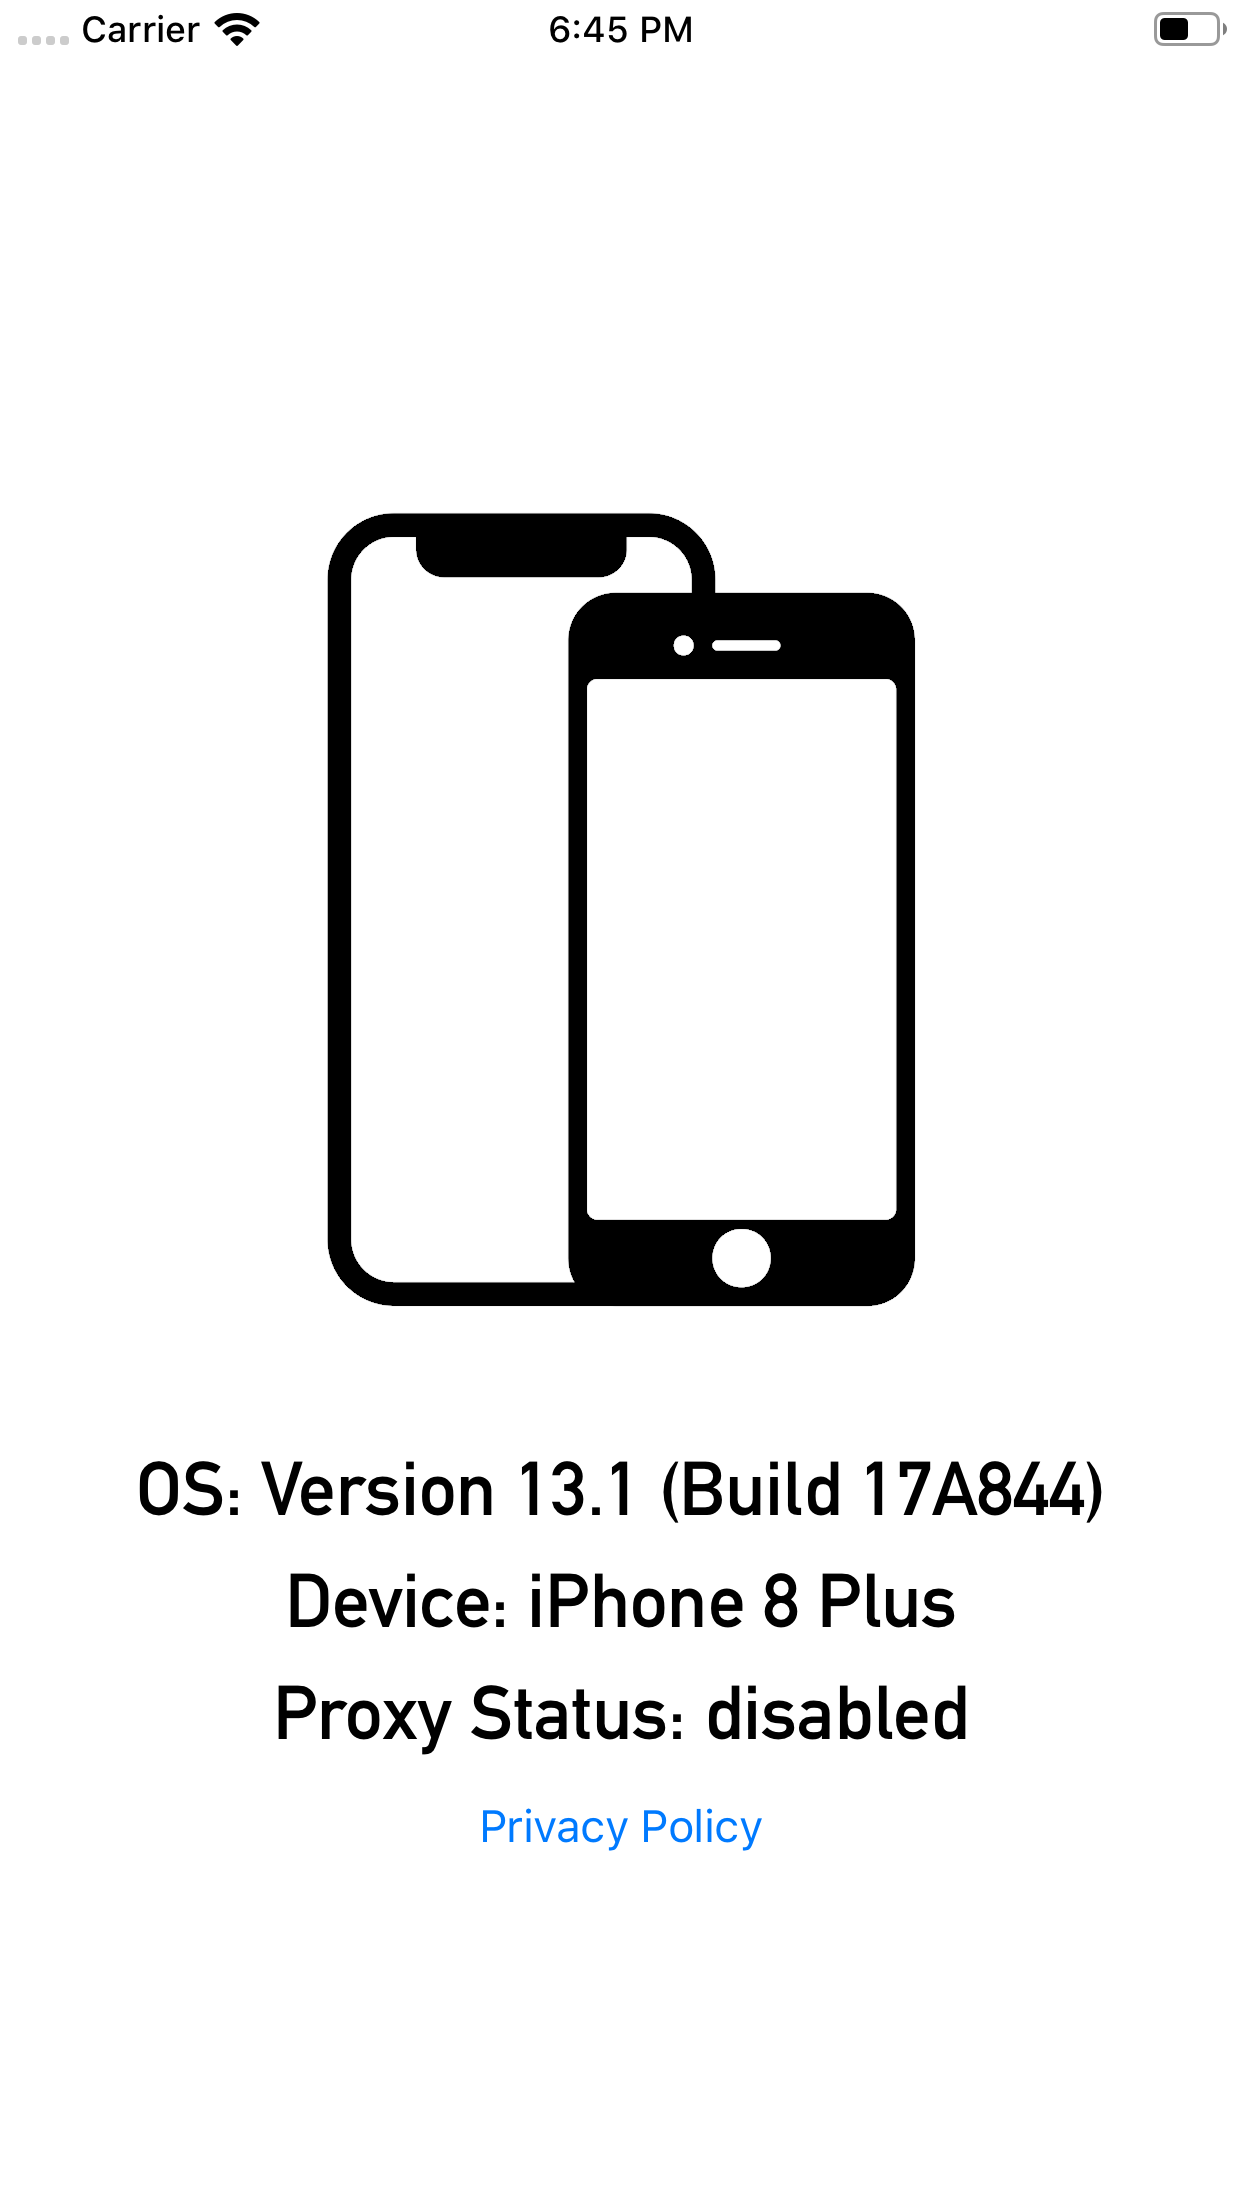 Carrier 6:45 PM
OS: Version 13.1 (Build 17A844)
Device: iPhone 8 Plus
Proxy Status: disabled
Privacy Policy